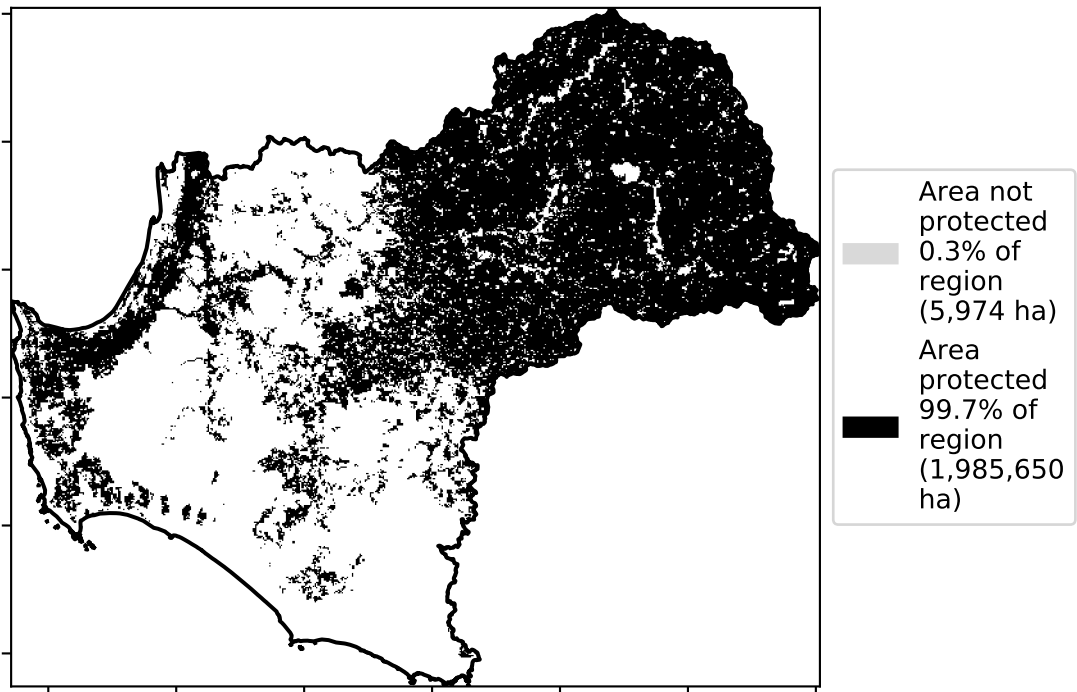 Area not
protected
0.3% of
region
(5,974 ha)
Area
protected
99.7% of
region
(1,985,650
ha)